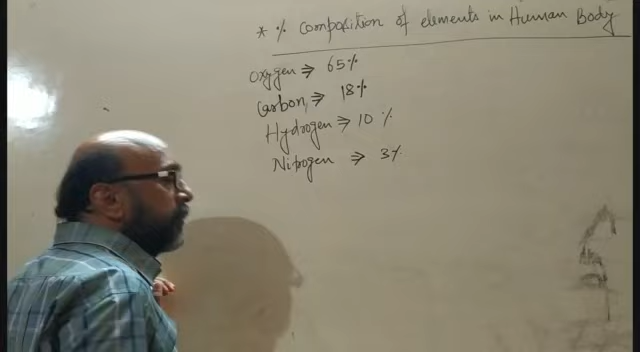 * % composition of elements in Human Body
Oxygen ⇒ 65%
Carbon ⇒ 18%
Hydrogen ⇒ 10 %
Nitrogen ⇒ 3%